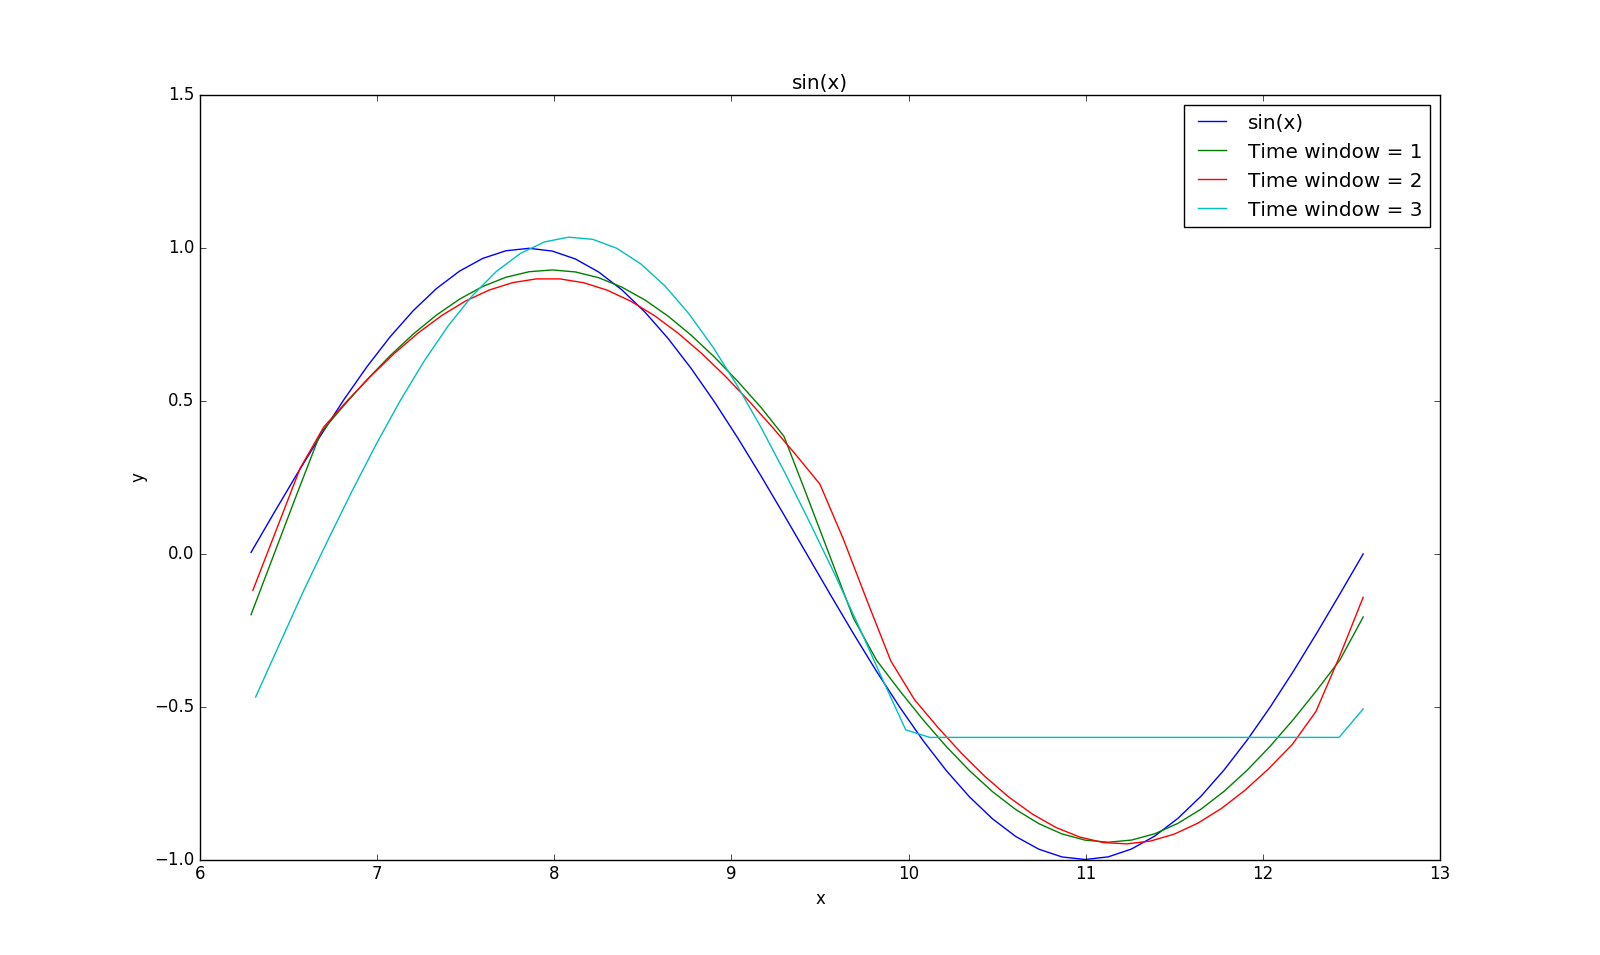 sin(x)
1.5
1.0
0.5
0.0
−0.5
−1.0
y
sin(x)
Time window = 1
Time window = 2
Time window = 3
6 7 8 9 10 11 12 13
x